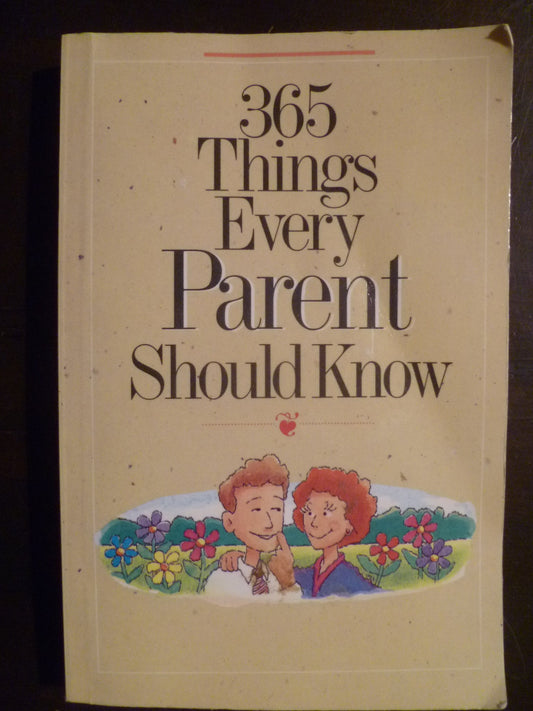 365
Things
Every
Parent
Should Know